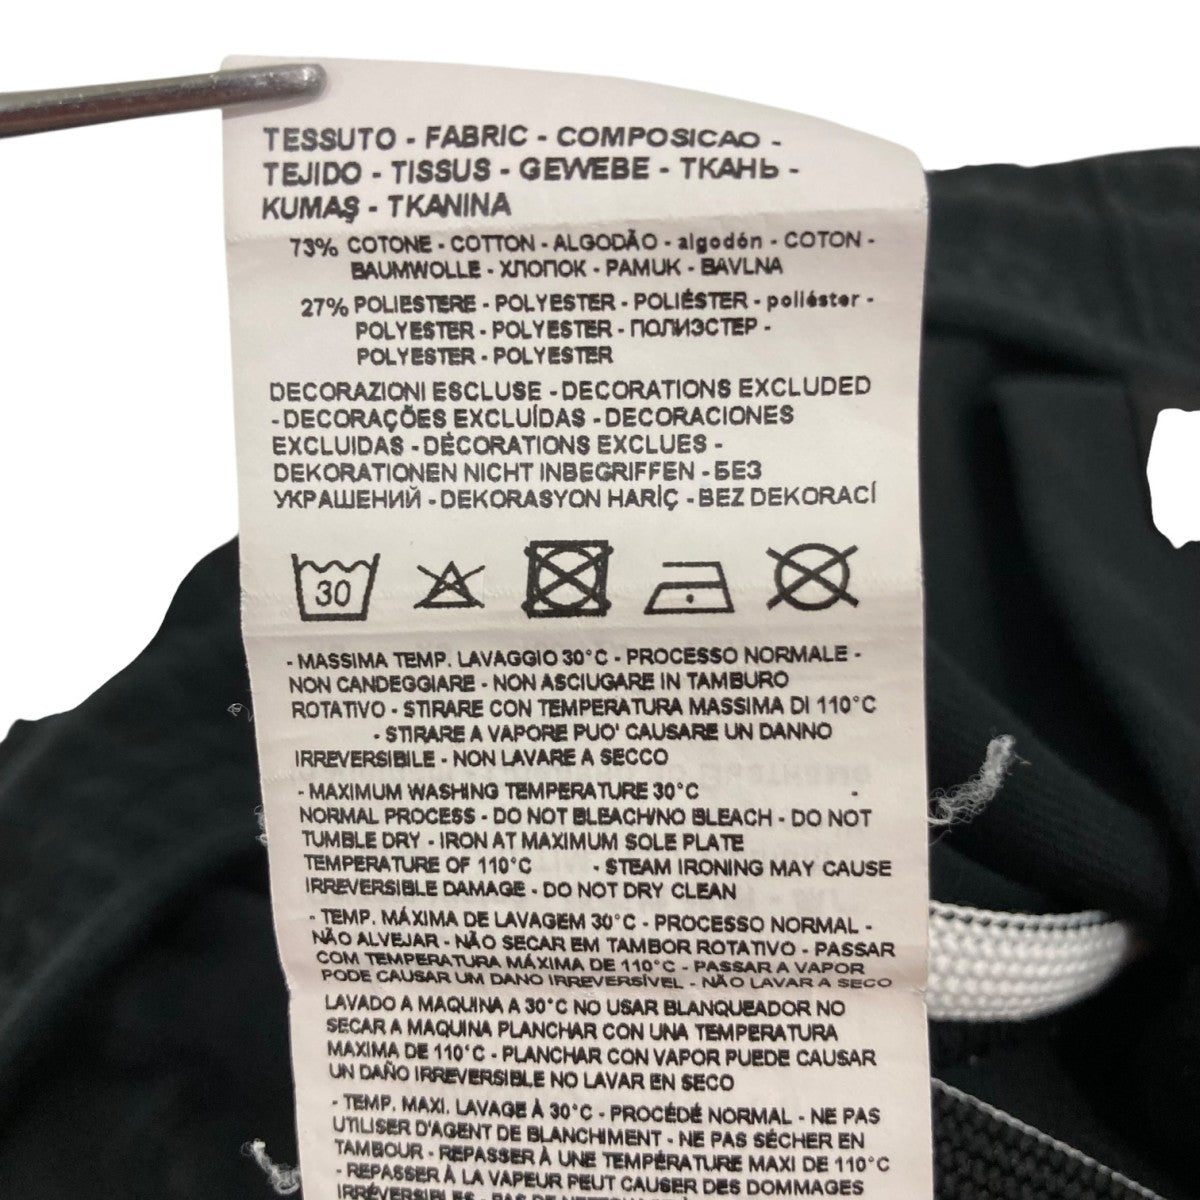 TESSUTO - FABRIC - COMPOSICAO -
TEJIDO - TISSUS - GEWEBE - ТКАНЬ -
KUMAŞ - TKANINA
73% COTONE - COTTON - ALGODÃO - algodón - COTON -
BAUMWOLLE - ХЛОПОК - PAMUK - BAVLNA
27% POLIESTERE - POLYESTER - POLIÉSTER - poliéster -
POLYESTER - POLYESTER - ПОЛИЭСТЕР -
POLYESTER - POLYESTER
DECORAZIONI ESCLUSE - DECORATIONS EXCLUDED
- DECORAÇÕES EXCLUÍDAS - DECORACIONES
EXCLUIDAS - DÉCORATIONS EXCLUES -
DEKORATIONEN NICHT INBEGRIFFEN - БЕЗ
УКРАШЕНИЙ - DEKORASYON HARİÇ - BEZ DEKORACÍ
30
- MASSIMA TEMP. LAVAGGIO 30°C - PROCESSO NORMALE -
NON CANDEGGIARE - NON ASCIUGARE IN TAMBURO
ROTATIVO - STIRARE CON TEMPERATURA MASSIMA DI 110°C
- STIRARE A VAPORE PUO' CAUSARE UN DANNO
IRREVERSIBILE - NON LAVARE A SECCO
- MAXIMUM WASHING TEMPERATURE 30°C -
NORMAL PROCESS - DO NOT BLEACH/NO BLEACH - DO NOT
TUMBLE DRY - IRON AT MAXIMUM SOLE PLATE
TEMPERATURE OF 110°C - STEAM IRONING MAY CAUSE
IRREVERSIBLE DAMAGE - DO NOT DRY CLEAN
- TEMP. MÁXIMA DE LAVAGEM 30°C - PROCESSO NORMAL -
NÃO ALVEJAR - NÃO SECAR EM TAMBOR ROTATIVO - PASSAR
COM TEMPERATURA MÁXIMA DE 110°C - PASSAR A VAPOR
PODE CAUSAR UM DANO IRREVERSÍVEL - NÃO LAVAR A SECO
LAVADO A MAQUINA A 30°C NO USAR BLANQUEADOR NO
SECAR A MAQUINA PLANCHAR CON UNA TEMPERATURA
MAXIMA DE 110°C - PLANCHAR CON VAPOR PUEDE CAUSAR
UN DAÑO IRREVERSIBLE NO LAVAR EN SECO
- TEMP. MAXI. LAVAGE À 30°C - PROCÉDÉ NORMAL - NE PAS
UTILISER D'AGENT DE BLANCHIMENT - NE PAS SÉCHER EN
TAMBOUR - REPASSER À UNE TEMPÉRATURE MAXI DE 110°C
- REPASSER À LA VAPEUR PEUT CAUSER DES DOMMAGES
IRRÉVERSIBLES - PAS DE